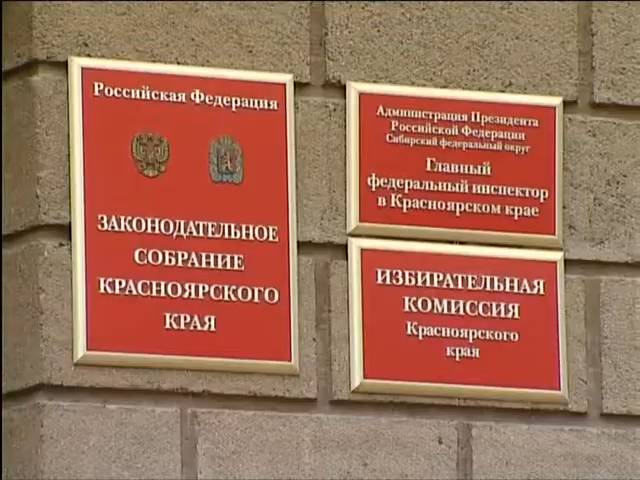 Российская Федерация
ЗАКОНОДАТЕЛЬНОЕ
СОБРАНИЕ
КРАСНОЯРСКОГО
КРАЯ
Администрация Президента
Российской Федерации
Сибирский федеральный округ
Главный
федеральный инспектор
в Красноярском крае
ИЗБИРАТЕЛЬНАЯ
КОМИССИЯ
Красноярского
края